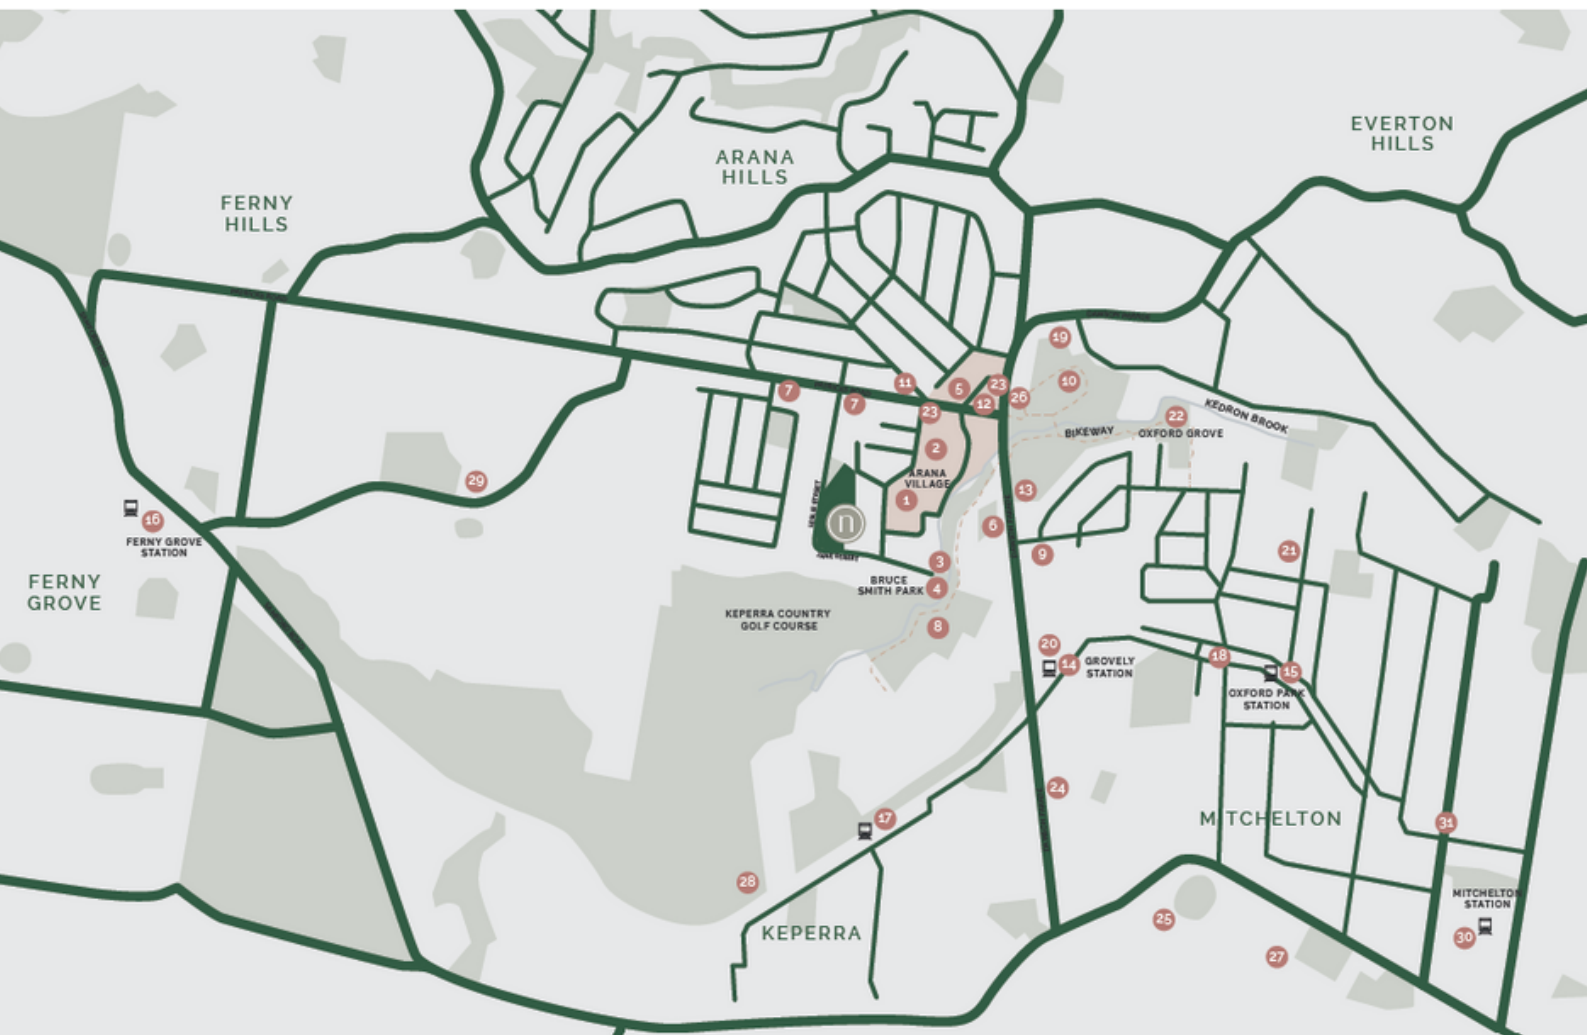 EVERTON
HILLS
ARANA
HILLS
FERNY
HILLS
19
10
7
11
5
23
7
23
12
26
22
KEDRON BROOK
BIKEWAY
OXFORD GROVE
2
ARANA
VILLAGE
1
29
13
n
6
16
FERNY GROVE
STATION
9
21
3
BRUCE
SMITH PARK
4
FERNY
GROVE
KEPERRA COUNTRY
GOLF COURSE
8
20
14
GROVELY
STATION
18
15
OXFORD PARK
STATION
24
17
MITCHELTON
31
28
MITCHELTON
STATION
KEPERRA
25
30
27